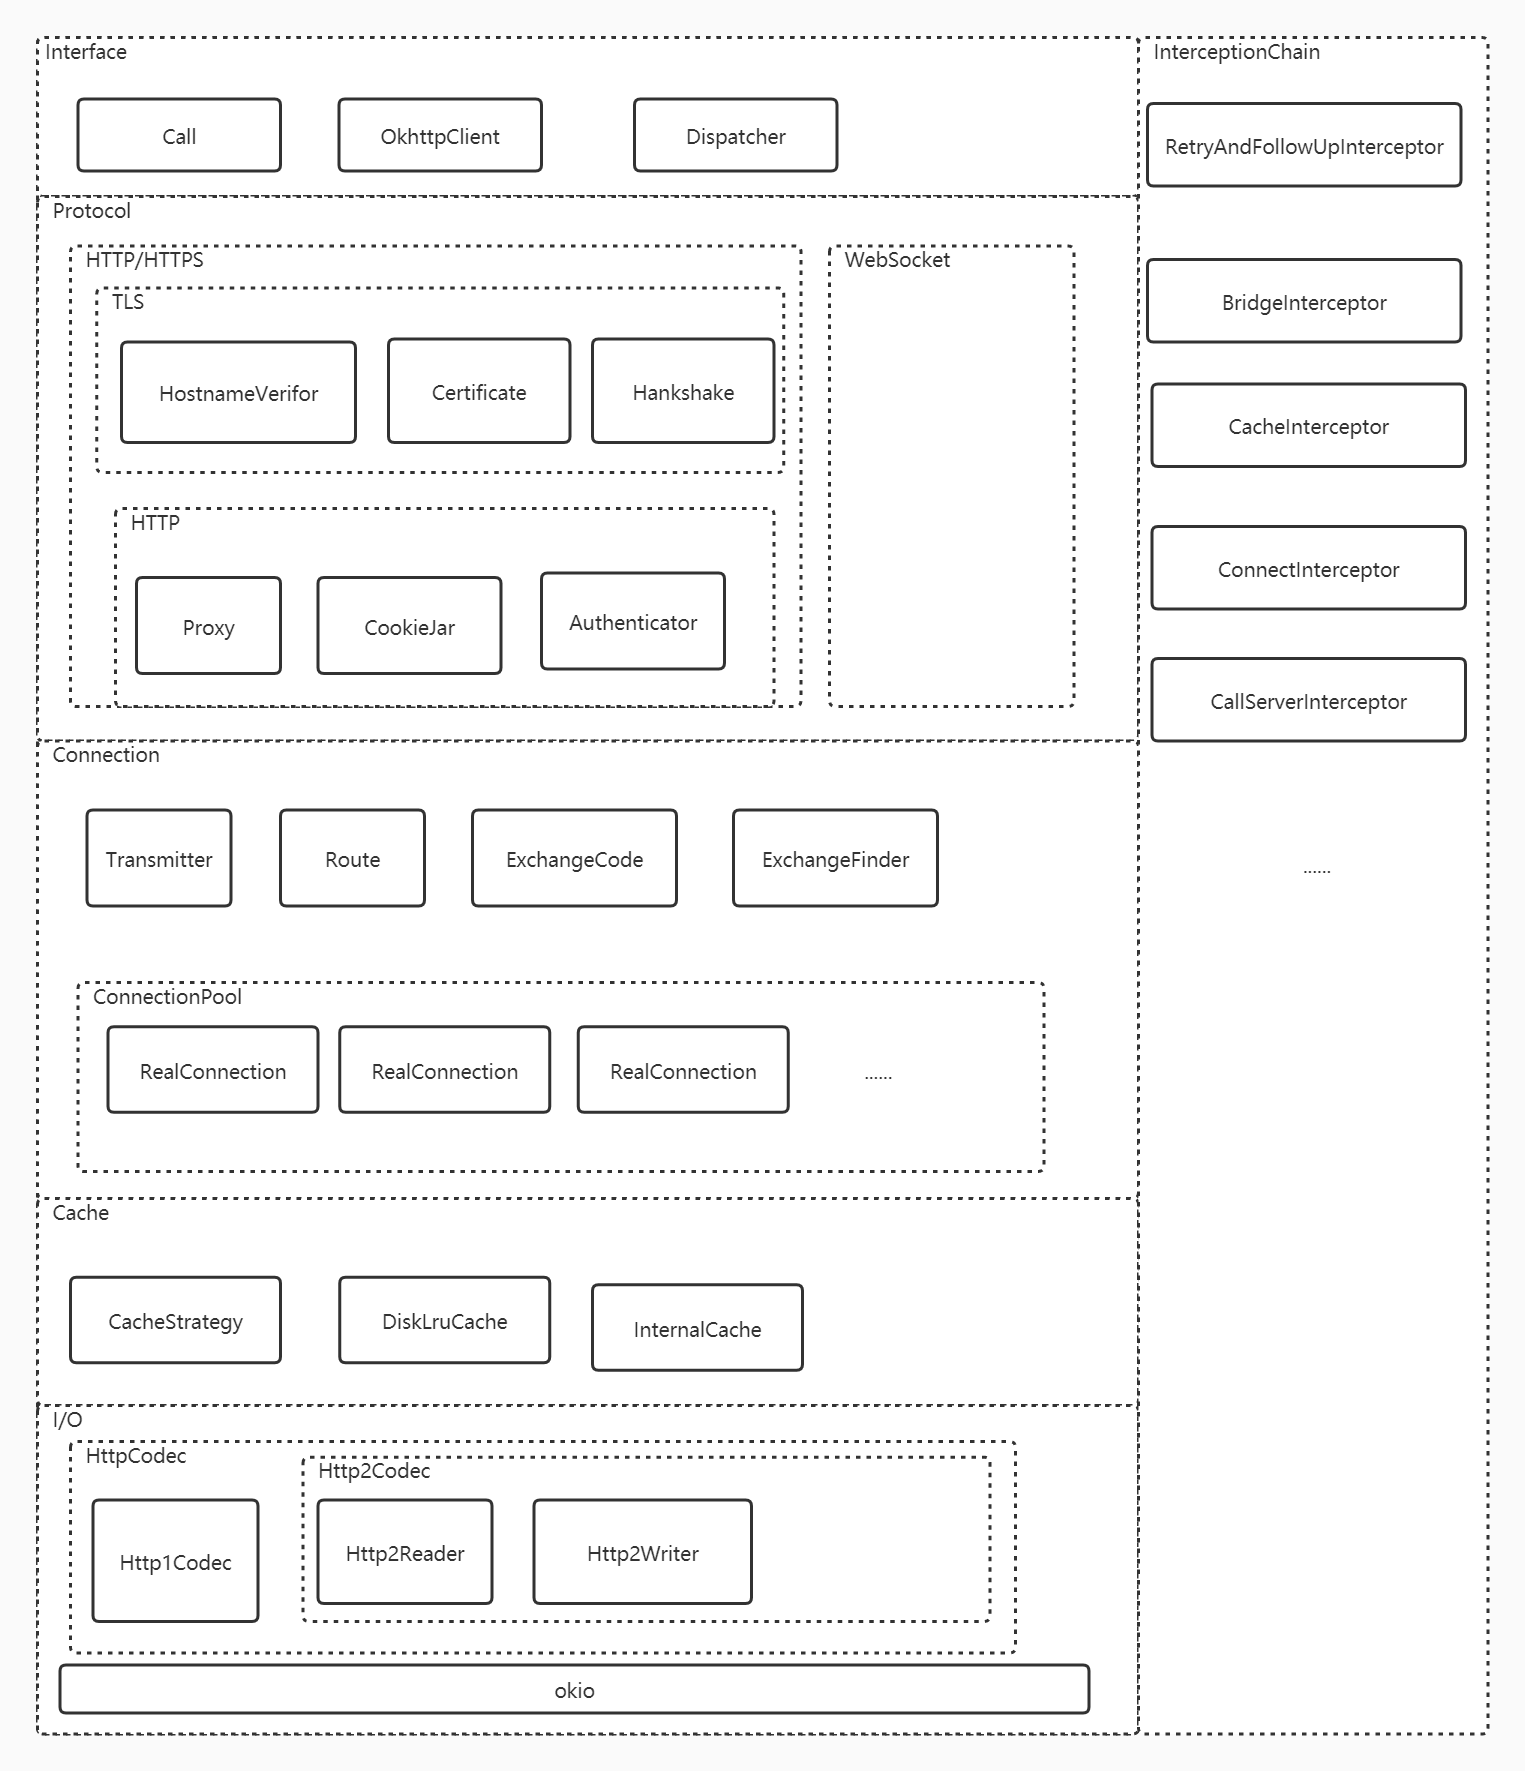 Interface
Call
OkhttpClient
Dispatcher
Protocol
HTTP/HTTPS
TLS
HostnameVerifor
Certificate
Hankshake
HTTP
Proxy
CookieJar
Authenticator
WebSocket
Connection
Transmitter
Route
ExchangeCode
ExchangeFinder
ConnectionPool
RealConnection
RealConnection
RealConnection
......
Cache
CacheStrategy
DiskLruCache
InternalCache
I/O
HttpCodec
Http1Codec
Http2Codec
Http2Reader
Http2Writer
okio
InterceptionChain
RetryAndFollowUpInterceptor
BridgeInterceptor
CacheInterceptor
ConnectInterceptor
CallServerInterceptor
......